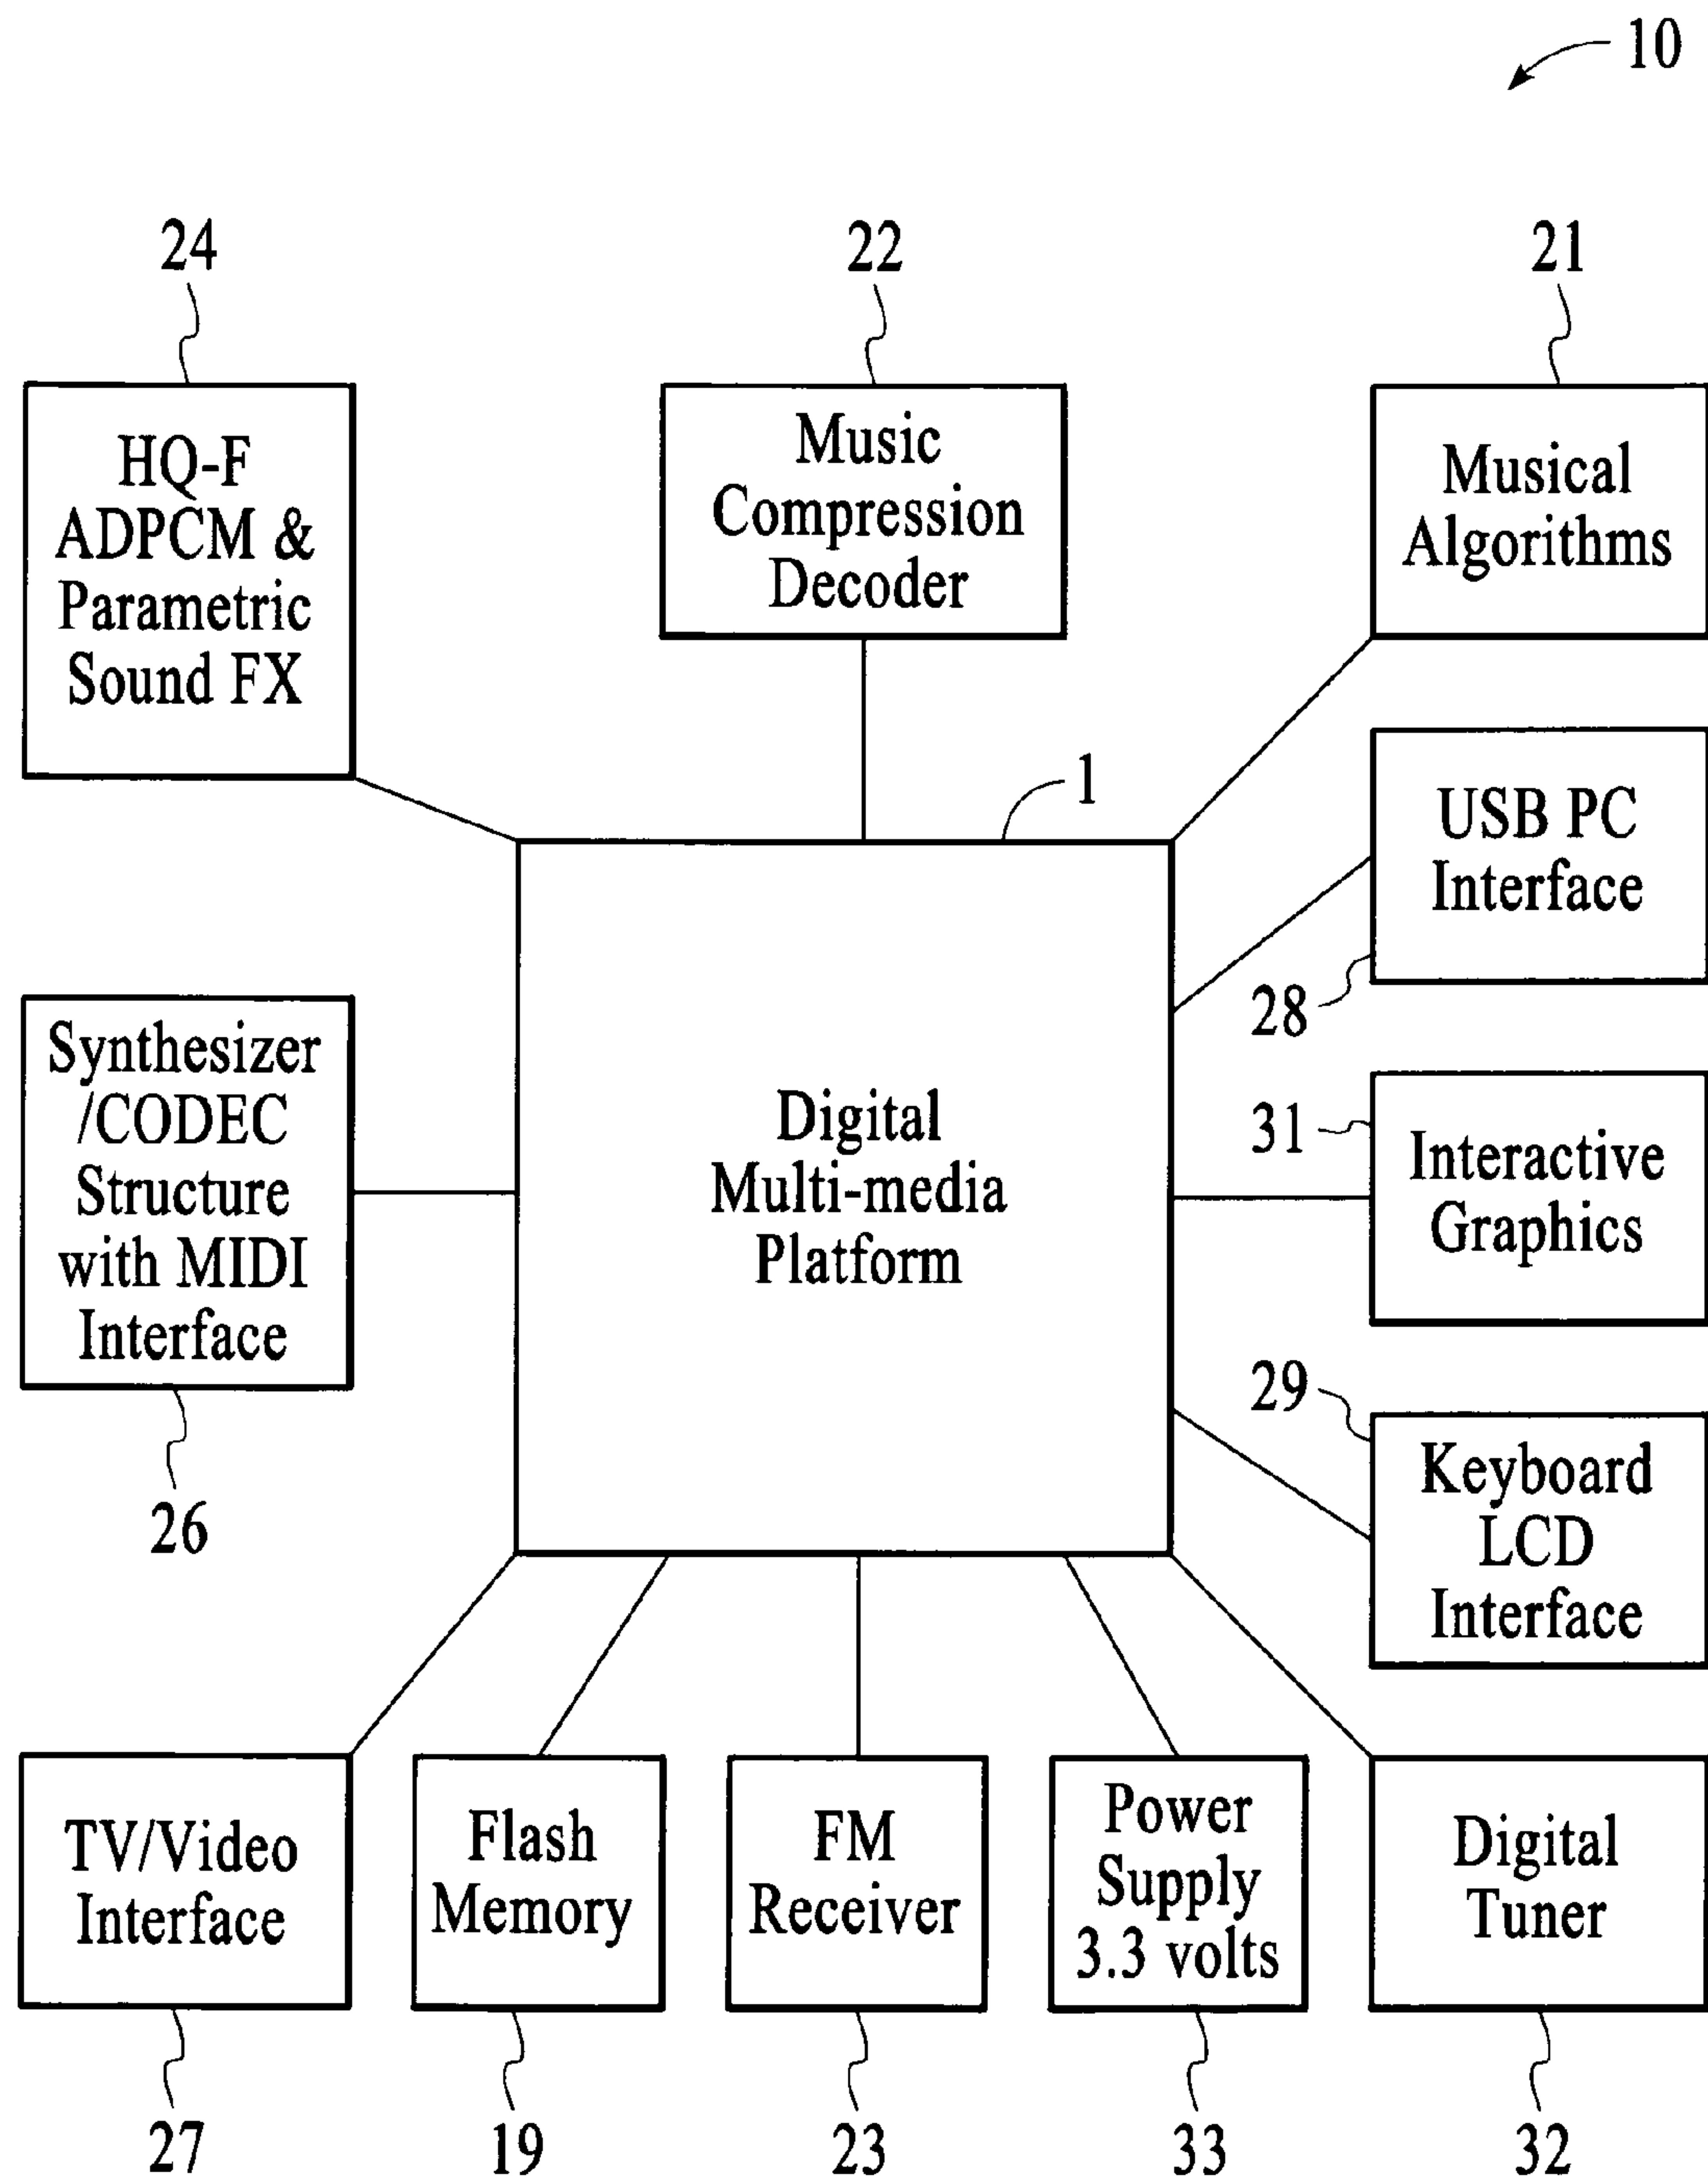 10
24
22
21
HQ-F
ADPCM &
Parametric
Sound FX
Music
Compression
Decoder
Musical
Algorithms
1
USB PC
Interface
28
Synthesizer
/CODEC
Structure
with MIDI
Interface
26
Digital
Multi-media
Platform
31
Interactive
Graphics
29
Keyboard
LCD
Interface
TV/Video
Interface
Flash
Memory
FM
Receiver
Power
Supply
3.3 volts
Digital
Tuner
27
19
23
33
32